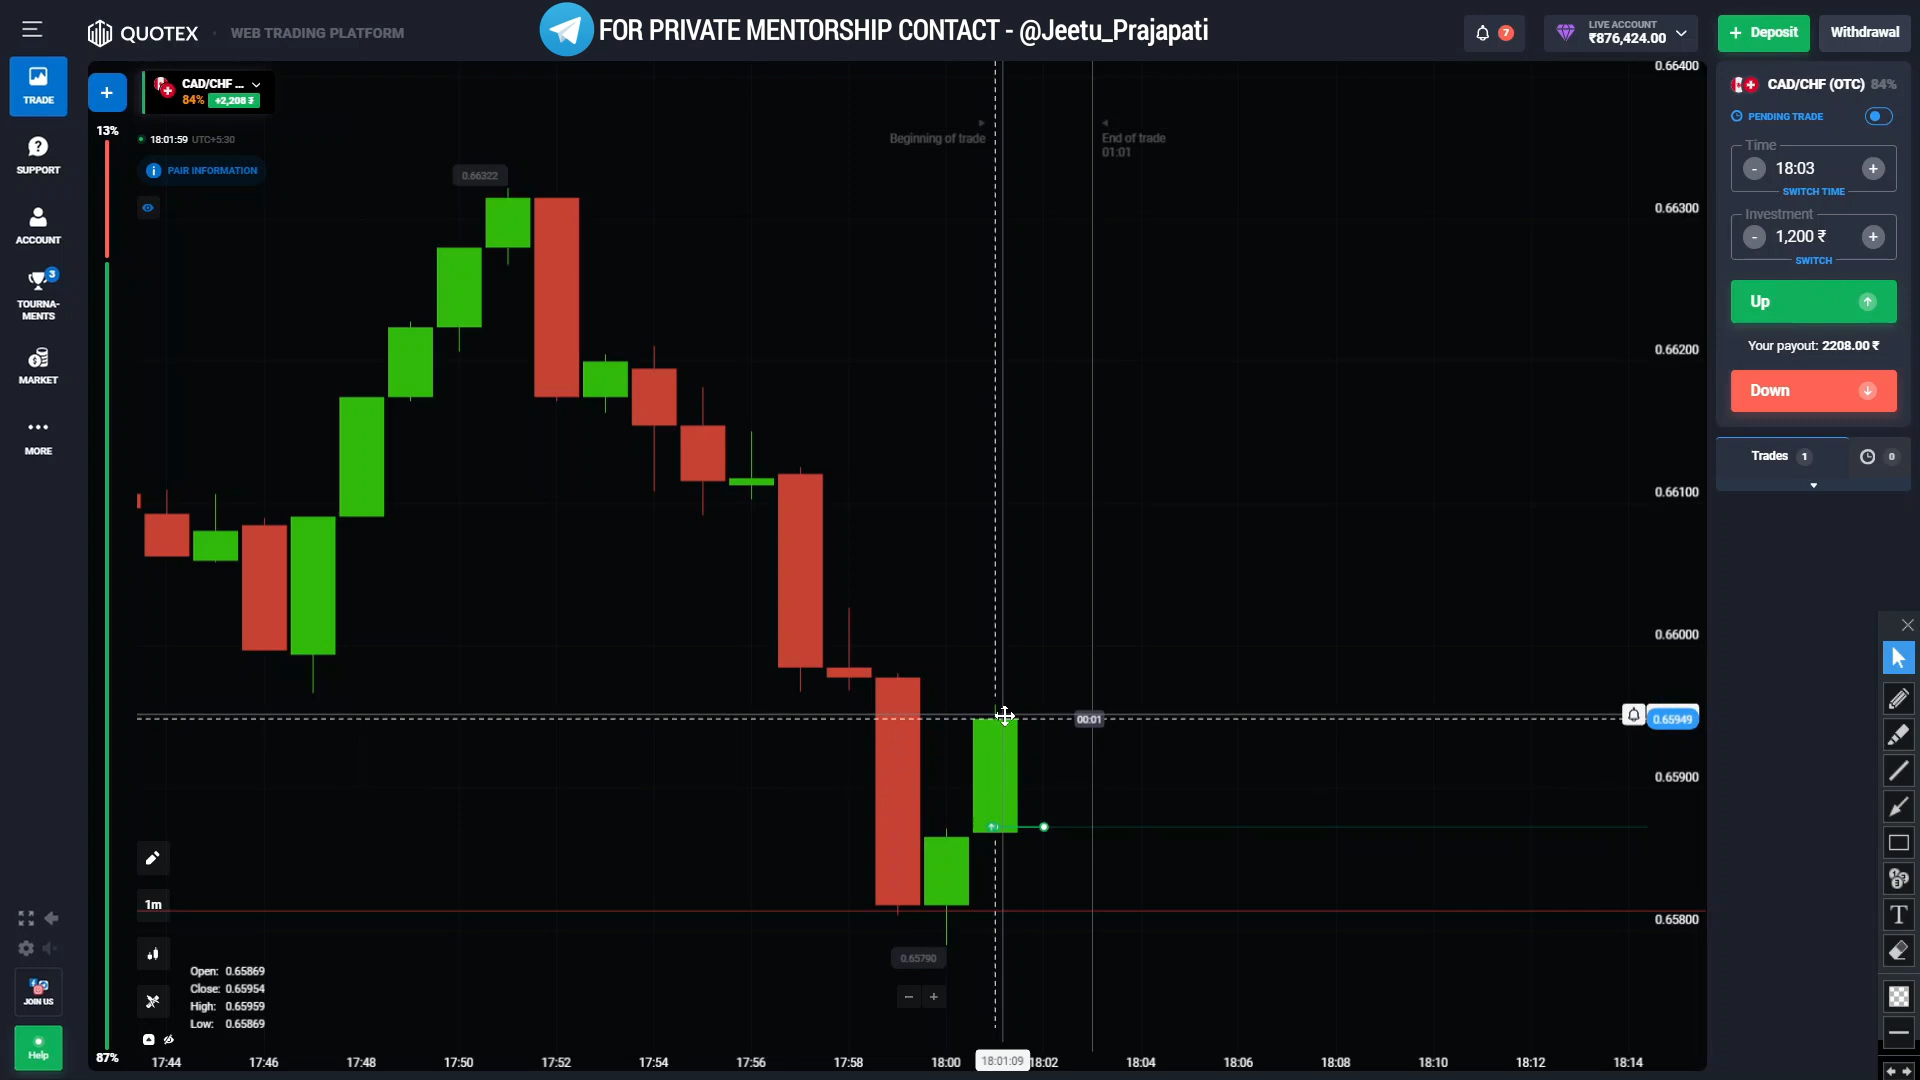 QUOTEX
WEB TRADING PLATFORM
FOR PRIVATE MENTORSHIP CONTACT - @Jeetu_Prajapati
7
LIVE ACCOUNT
₹876,424.00
Deposit
Withdrawal
TRADE
SUPPORT
ACCOUNT
3
TOURNA-
MENTS
MARKET
MORE
JOIN US
Help
CAD/CHF ...
84% +2,208 ₹
13%
18:01:59 UTC+5:30
PAIR INFORMATION
87%
Beginning of trade
End of trade
01:01
0.66322
00:01
0.65949
0.65790
0.66400
0.66300
0.66200
0.66100
0.66000
0.65900
0.65800
1m
Open: 0.65869
Close: 0.65954
High: 0.65959
Low: 0.65869
17:44
17:46
17:48
17:50
17:52
17:54
17:56
17:58
18:00
18:01:09
18:02
18:04
18:06
18:08
18:10
18:12
18:14
CAD/CHF (OTC) 84%
PENDING TRADE
Time
- 18:03 +
SWITCH TIME
Investment
- 1,200 ₹ +
SWITCH
Up
Your payout: 2208.00 ₹
Down
Trades 1
0
T